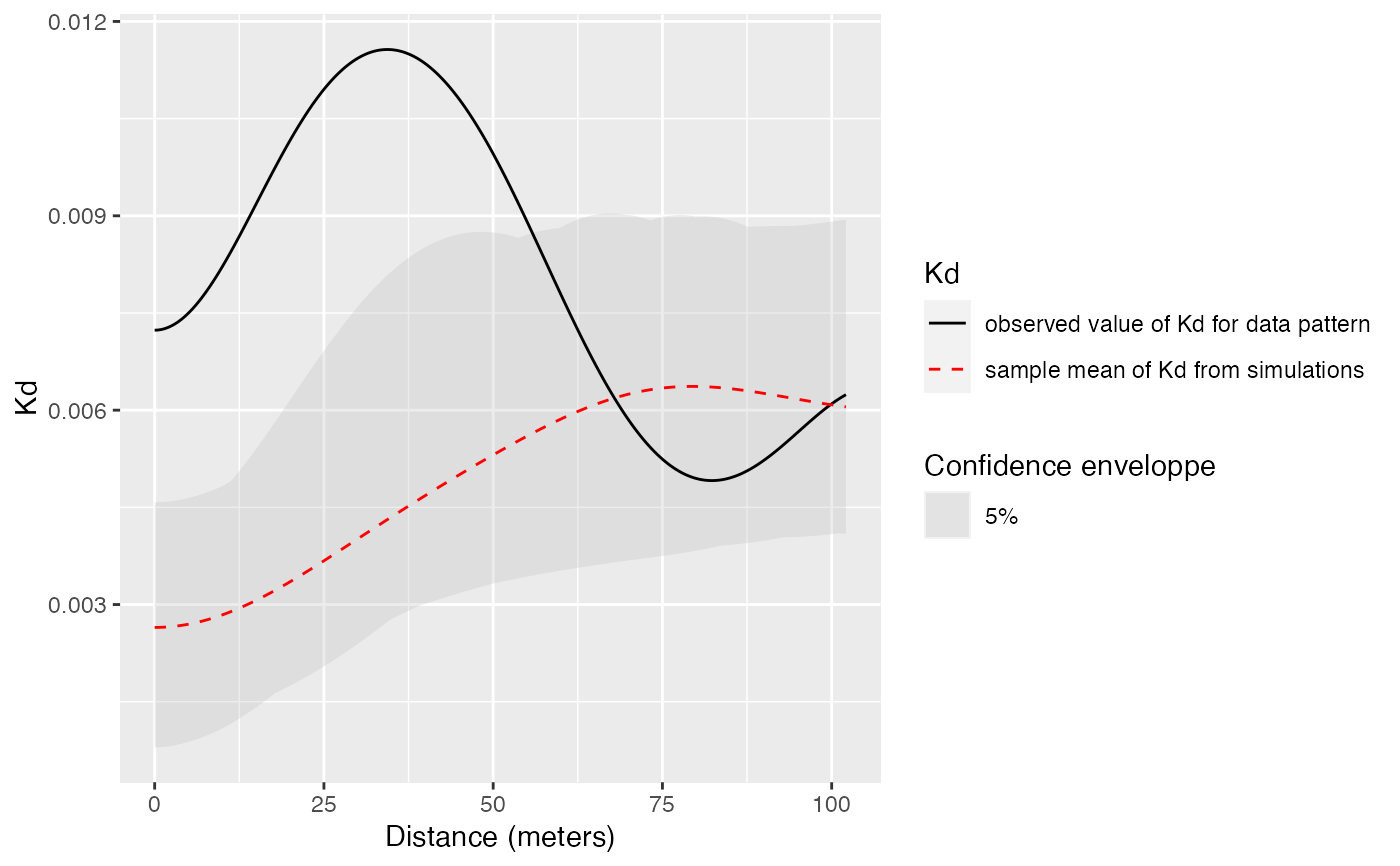 0.012
0.009
0.006
0.003
Kd
0
25
50
75
100
Distance (meters)
Kd
observed value of Kd for data pattern
sample mean of Kd from simulations
Confidence enveloppe
5%